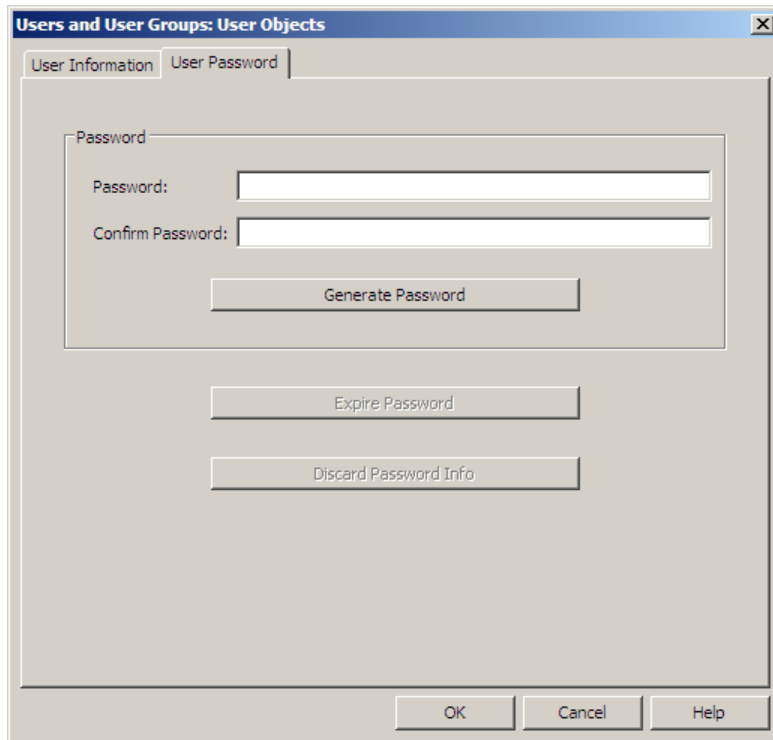 Users and User Groups: User Objects
User Information
User Password
Password
Password:
Confirm Password:
Generate Password
Expire Password
Discard Password Info
OK
Cancel
Help